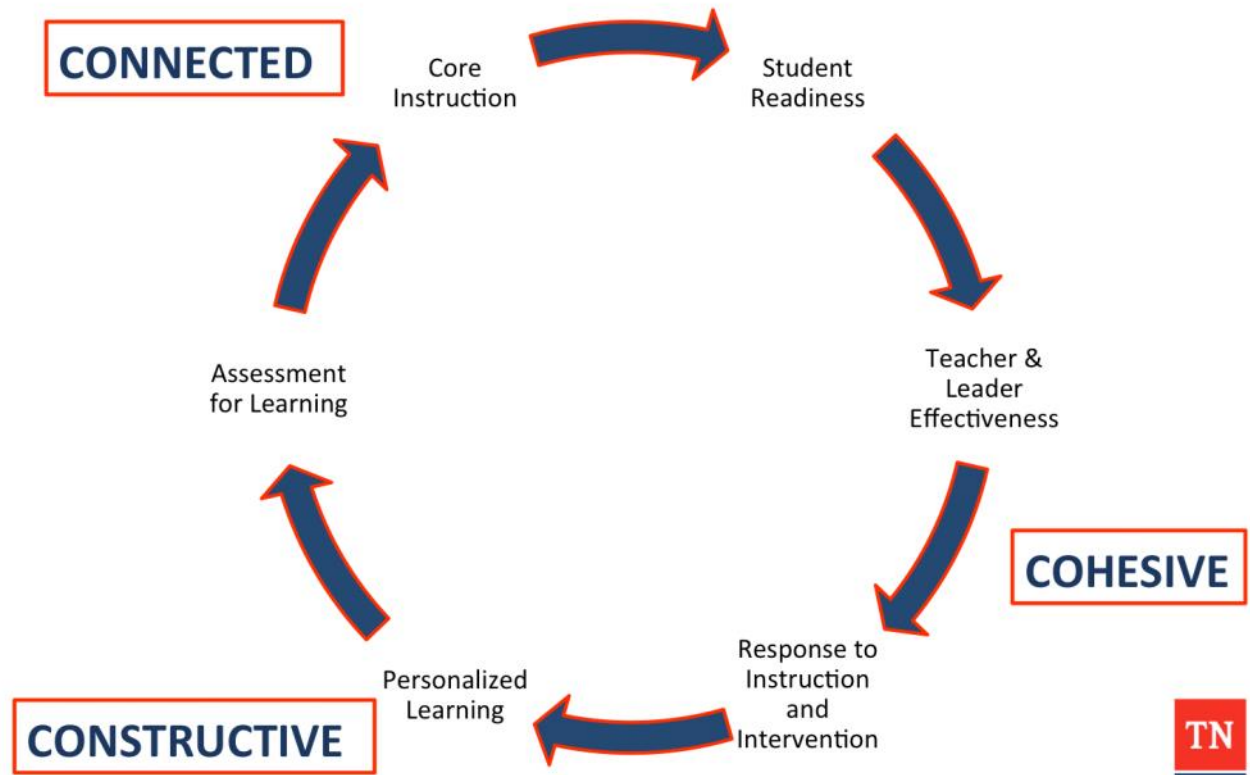 CONNECTED
Core
Instruction
Student
Readiness
Teacher &
Leader
Effectiveness
COHESIVE
Response to
Instruction
and
Intervention
Personalized
Learning
CONSTRUCTIVE
Assessment
for Learning
TN